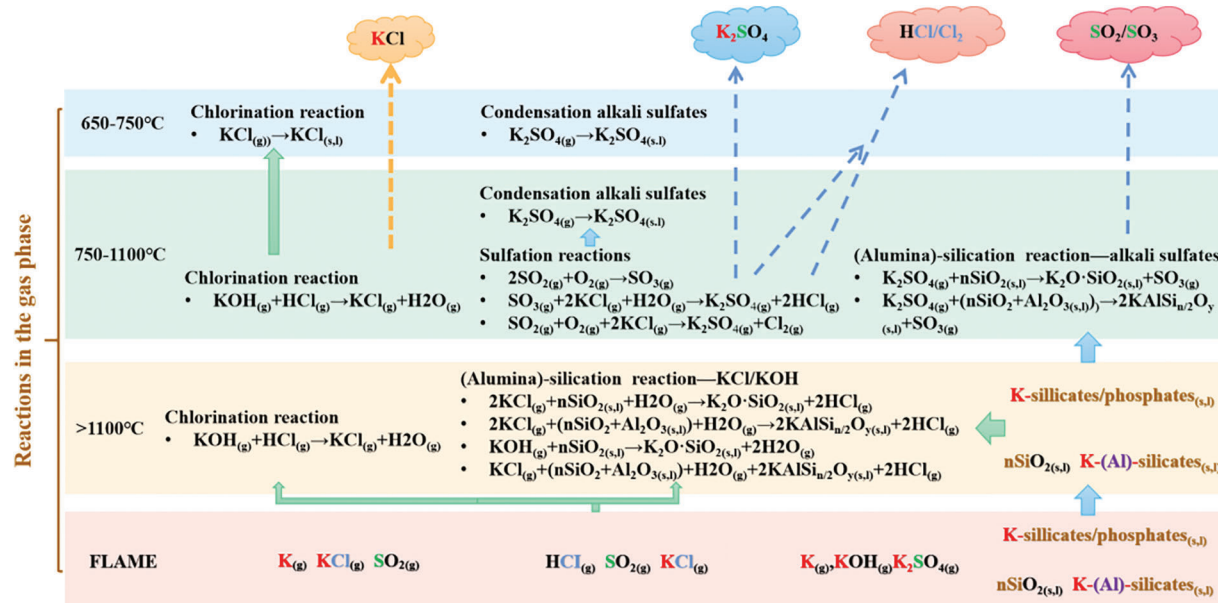 KCl
K₂SO₄
HCl/Cl₂
SO₂/SO₃
Reactions in the gas phase
650-750°C
Chlorination reaction
• KCl(g))→KCl(s,l)
Condensation alkali sulfates
• K₂SO₄(g)→K₂SO₄(s.l)
750-1100°C
Condensation alkali sulfates
• K₂SO₄(g)→K₂SO₄(s.l)
Chlorination reaction
• KOH(g)+HCl(g)→KCl(g)+H2O(g)
Sulfation reactions
• 2SO₂(g)+O₂(g)→SO₃(g)
• SO₃(g)+2KCl(g)+H2O(g)→K₂SO₄(g)+2HCl(g)
• SO₂(g)+O₂(g)+2KCl(g)→K₂SO₄(g)+Cl₂(g)
(Alumina)-silication reaction—alkali sulfates
• K₂SO₄(g)+nSiO₂(s,l)→K₂O·SiO₂(s,l)+SO₃(g)
• K₂SO₄(g)+(nSiO₂+Al₂O₃(s,l))→2KAlSin/2Oy
(s,l)+SO₃(g)
>1100°C
Chlorination reaction
• KOH(g)+HCl(g)→KCl(g)+H2O(g)
(Alumina)-silication reaction—KCl/KOH
• 2KCl(g)+nSiO₂(s,l)+H2O(g)→K₂O·SiO₂(s,l)+2HCl(g)
• 2KCl(g)+(nSiO₂+Al₂O₃(s,l))+H2O(g)→2KAlSin/2Oy(s,l)+2HCl(g)
• KOH(g)+nSiO₂(s,l)→K₂O·SiO₂(s,l)+2H2O(g)
• KCl(g)+(nSiO₂+Al₂O₃(s,l))+H2O(g)+2KAlSin/2Oy(s,l)+2HCl(g)
K-sillicates/phosphates(s,l)
nSiO₂(s,l) K-(Al)-silicates(s,l)
FLAME
K(g) KCl(g) SO₂(g)
HCl(g) SO₂(g) KCl(g)
K(g),KOH(g)K₂SO₄(g)
K-sillicates/phosphates(s,l)
nSiO₂(s,l) K-(Al)-silicates(s,l)